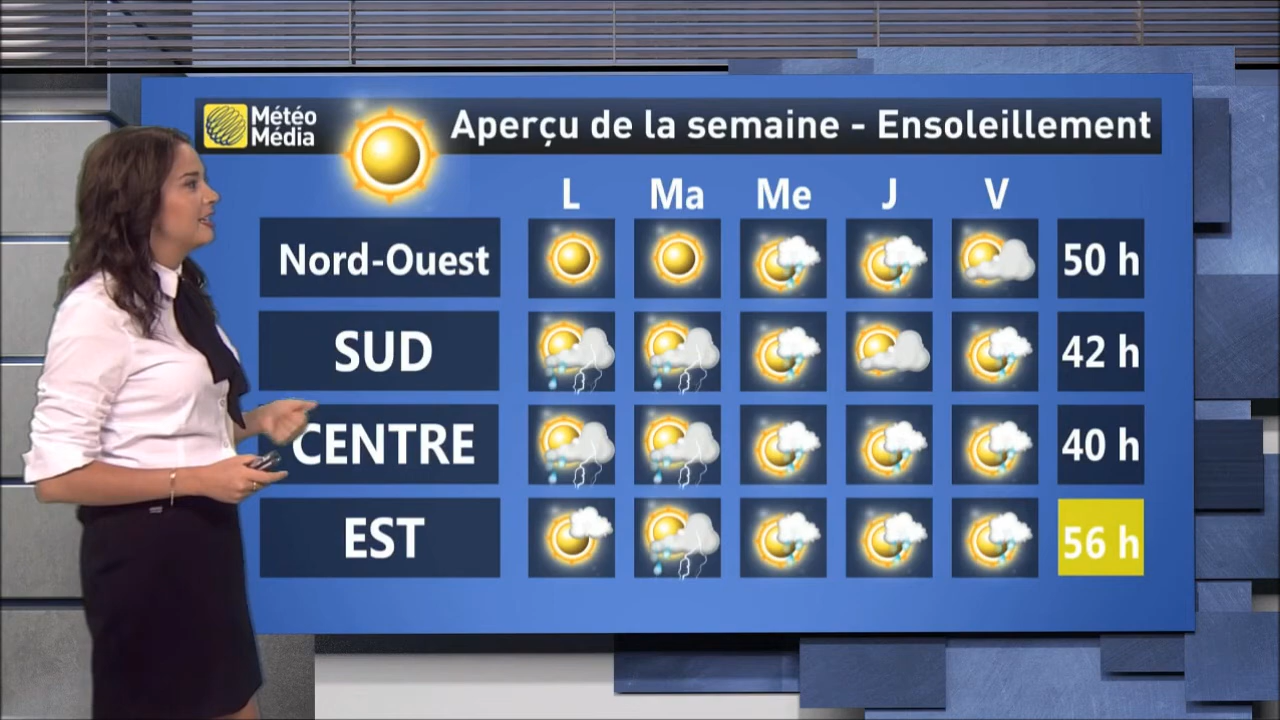 Météo
Média
Aperçu de la semaine - Ensoleillement
L Ma Me J V
Nord-Ouest 50 h
SUD 42 h
CENTRE 40 h
EST 56 h